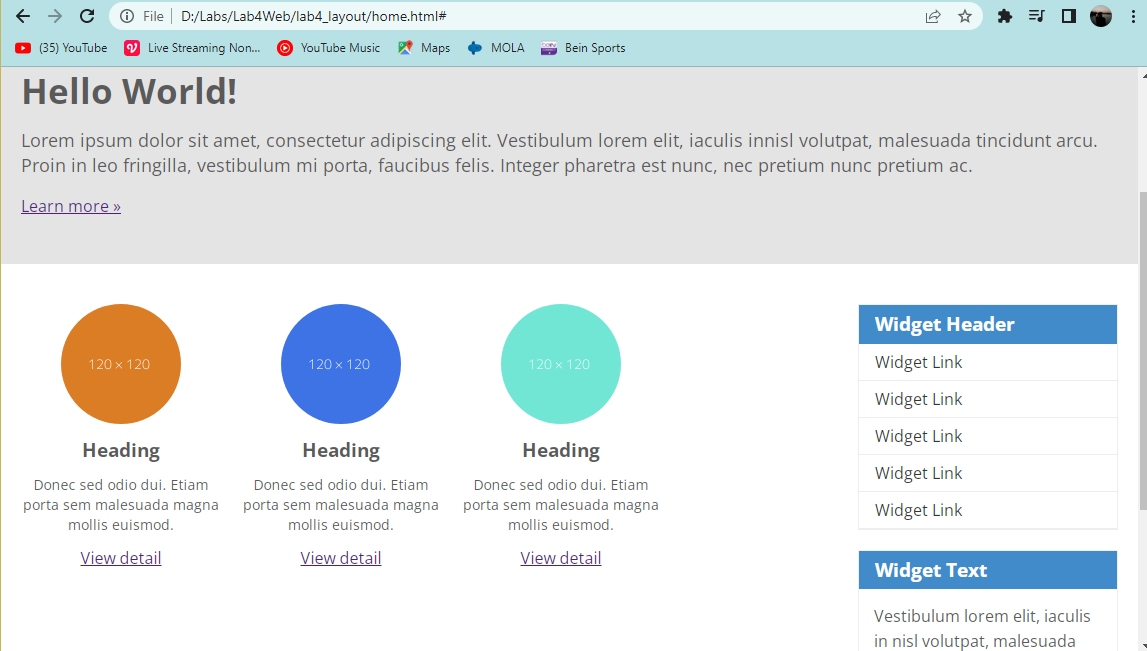 File
D:/Labs/Lab4Web/lab4_layout/home.html#
(35) YouTube
Live Streaming Non...
YouTube Music
Maps
MOLA
Bein Sports
Hello World!
Lorem ipsum dolor sit amet, consectetur adipiscing elit. Vestibulum lorem elit, iaculis innisl volutpat, malesuada tincidunt arcu.
Proin in leo fringilla, vestibulum mi porta, faucibus felis. Integer pharetra est nunc, nec pretium nunc pretium ac.
Learn more »
120 × 120
Heading
Donec sed odio dui. Etiam
porta sem malesuada magna
mollis euismod.
View detail
120 × 120
Heading
Donec sed odio dui. Etiam
porta sem malesuada magna
mollis euismod.
View detail
120 × 120
Heading
Donec sed odio dui. Etiam
porta sem malesuada magna
mollis euismod.
View detail
Widget Header
Widget Link
Widget Link
Widget Link
Widget Link
Widget Link
Widget Text
Vestibulum lorem elit, iaculis
in nisl volutpat, malesuada